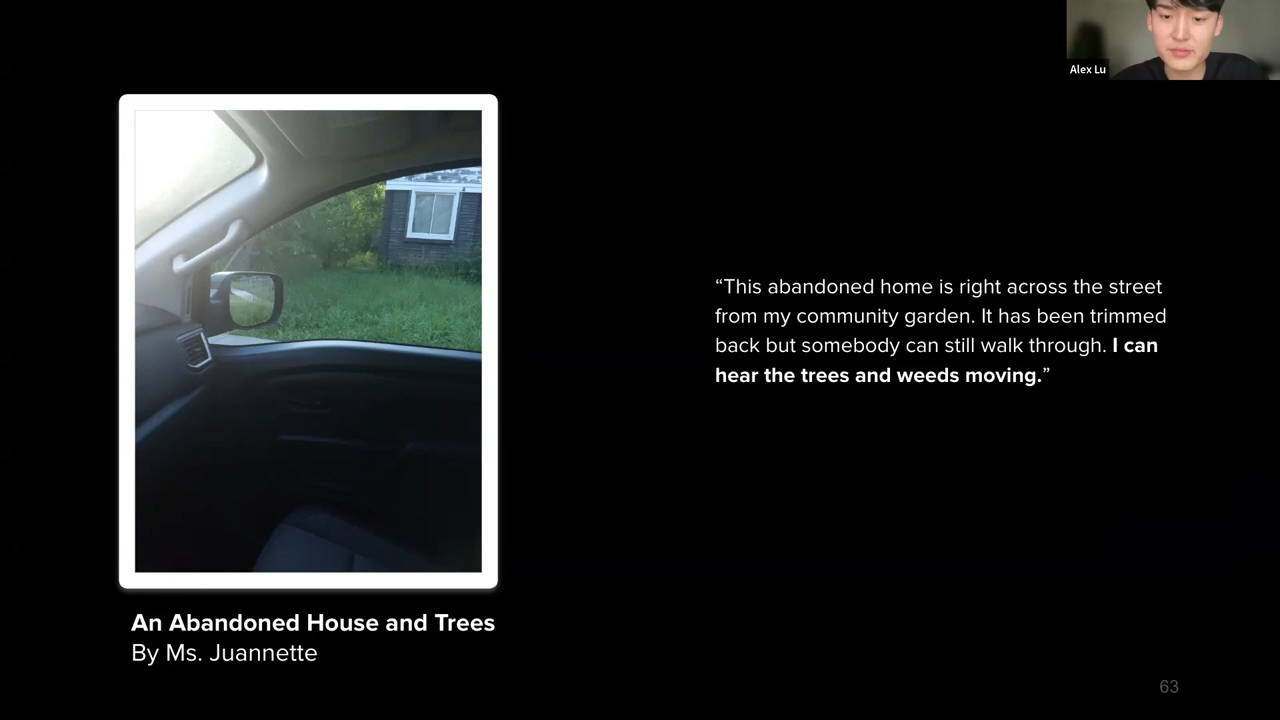 Alex Lu
“This abandoned home is right across the street
from my community garden. It has been trimmed
back but somebody can still walk through. I can
hear the trees and weeds moving.”
An Abandoned House and Trees
By Ms. Juannette
63